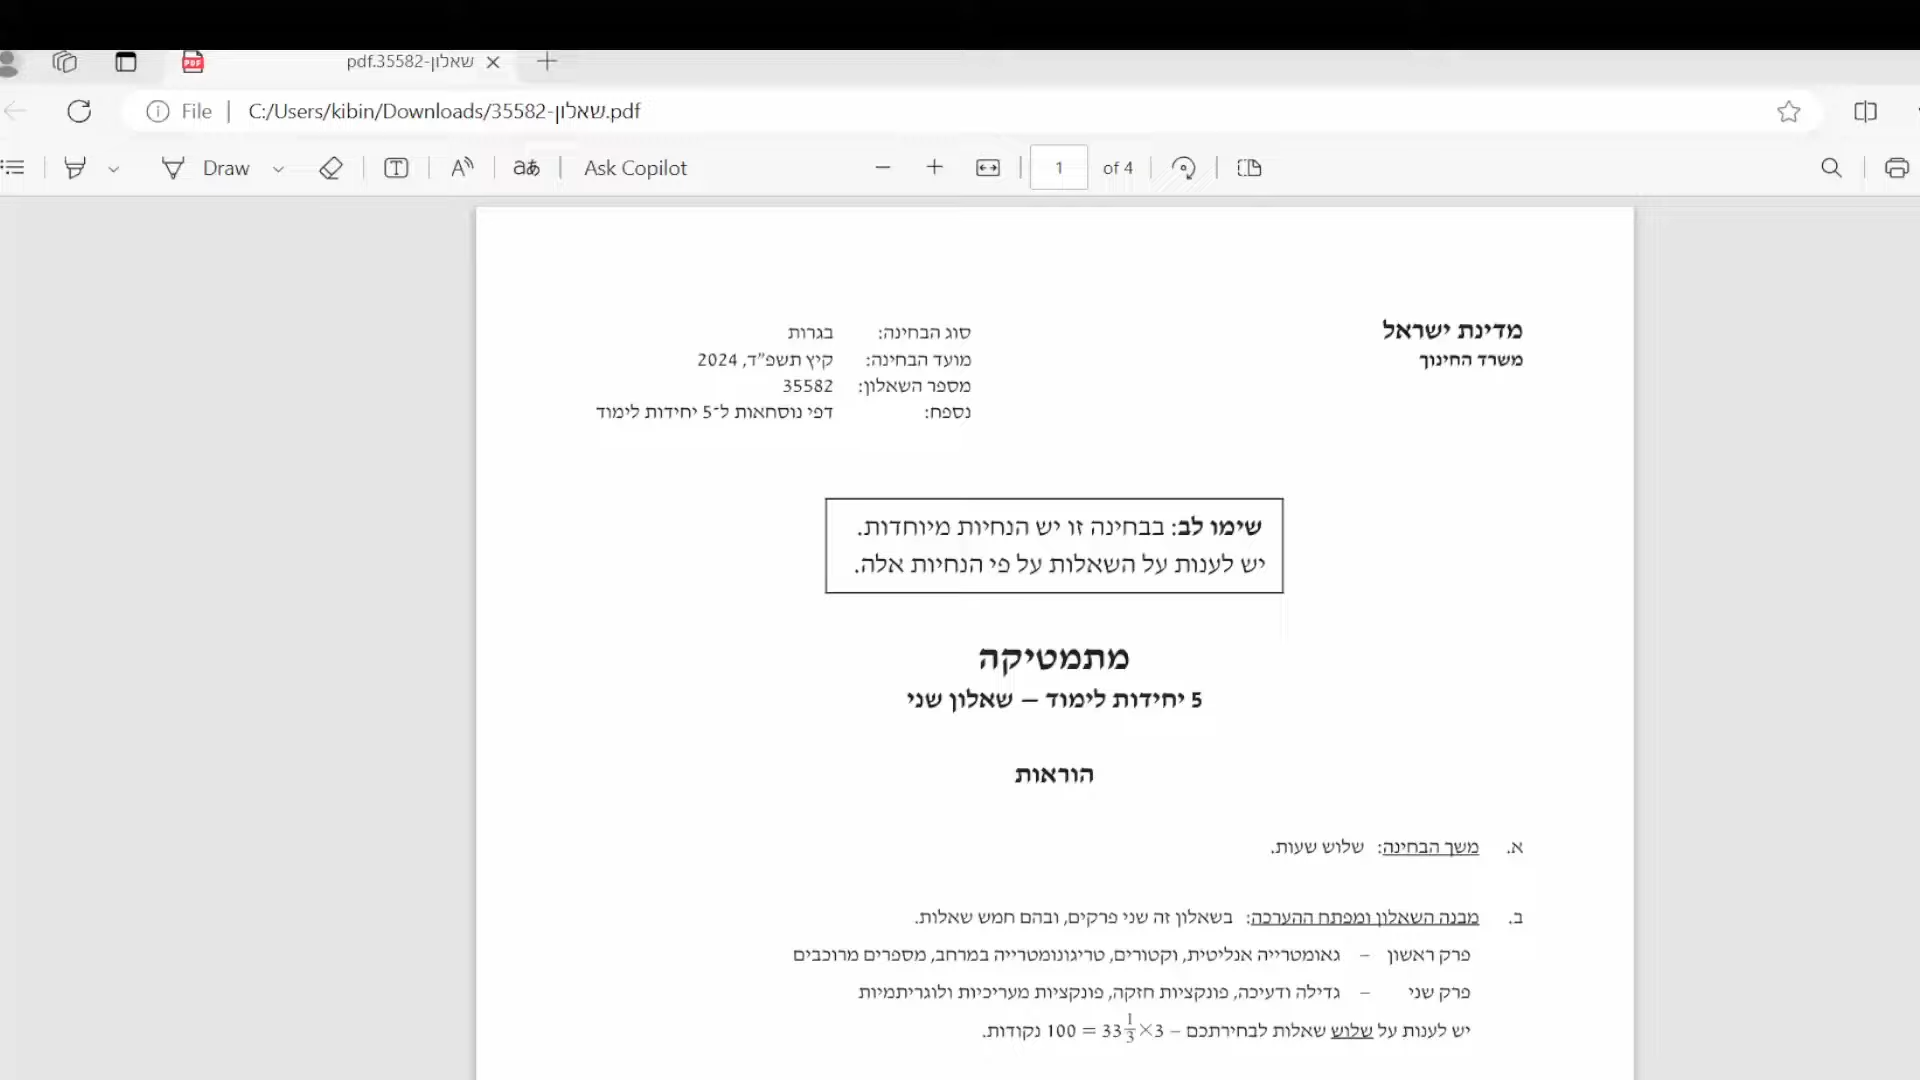 שאלון-35582.pdf
File | C:/Users/kibin/Downloads/35582-שאלון.pdf
Draw
Ask Copilot
1 of 4
מדינת ישראל
משרד החינוך
סוג הבחינה: בגרות
מועד הבחינה: קיץ תשפ"ד, 2024
מספר השאלון: 35582
נספח: דפי נוסחאות ל־5 יחידות לימוד
שימו לב: בבחינה זו יש הנחיות מיוחדות.
יש לענות על השאלות על פי הנחיות אלה.
מתמטיקה
5 יחידות לימוד – שאלון שני
הוראות
א. משך הבחינה: שלוש שעות.
ב. מבנה השאלון ומפתח ההערכה: בשאלון זה שני פרקים, ובהם חמש שאלות.
פרק ראשון – גאומטרייה אנליטית, וקטורים, טריגונומטרייה במרחב, מספרים מרוכבים
פרק שני – גדילה ודעיכה, פונקציות חזקה, פונקציות מעריכיות ולוגריתמיות
יש לענות על שלוש שאלות לבחירתכם – 3×33 1/3 = 100 נקודות.